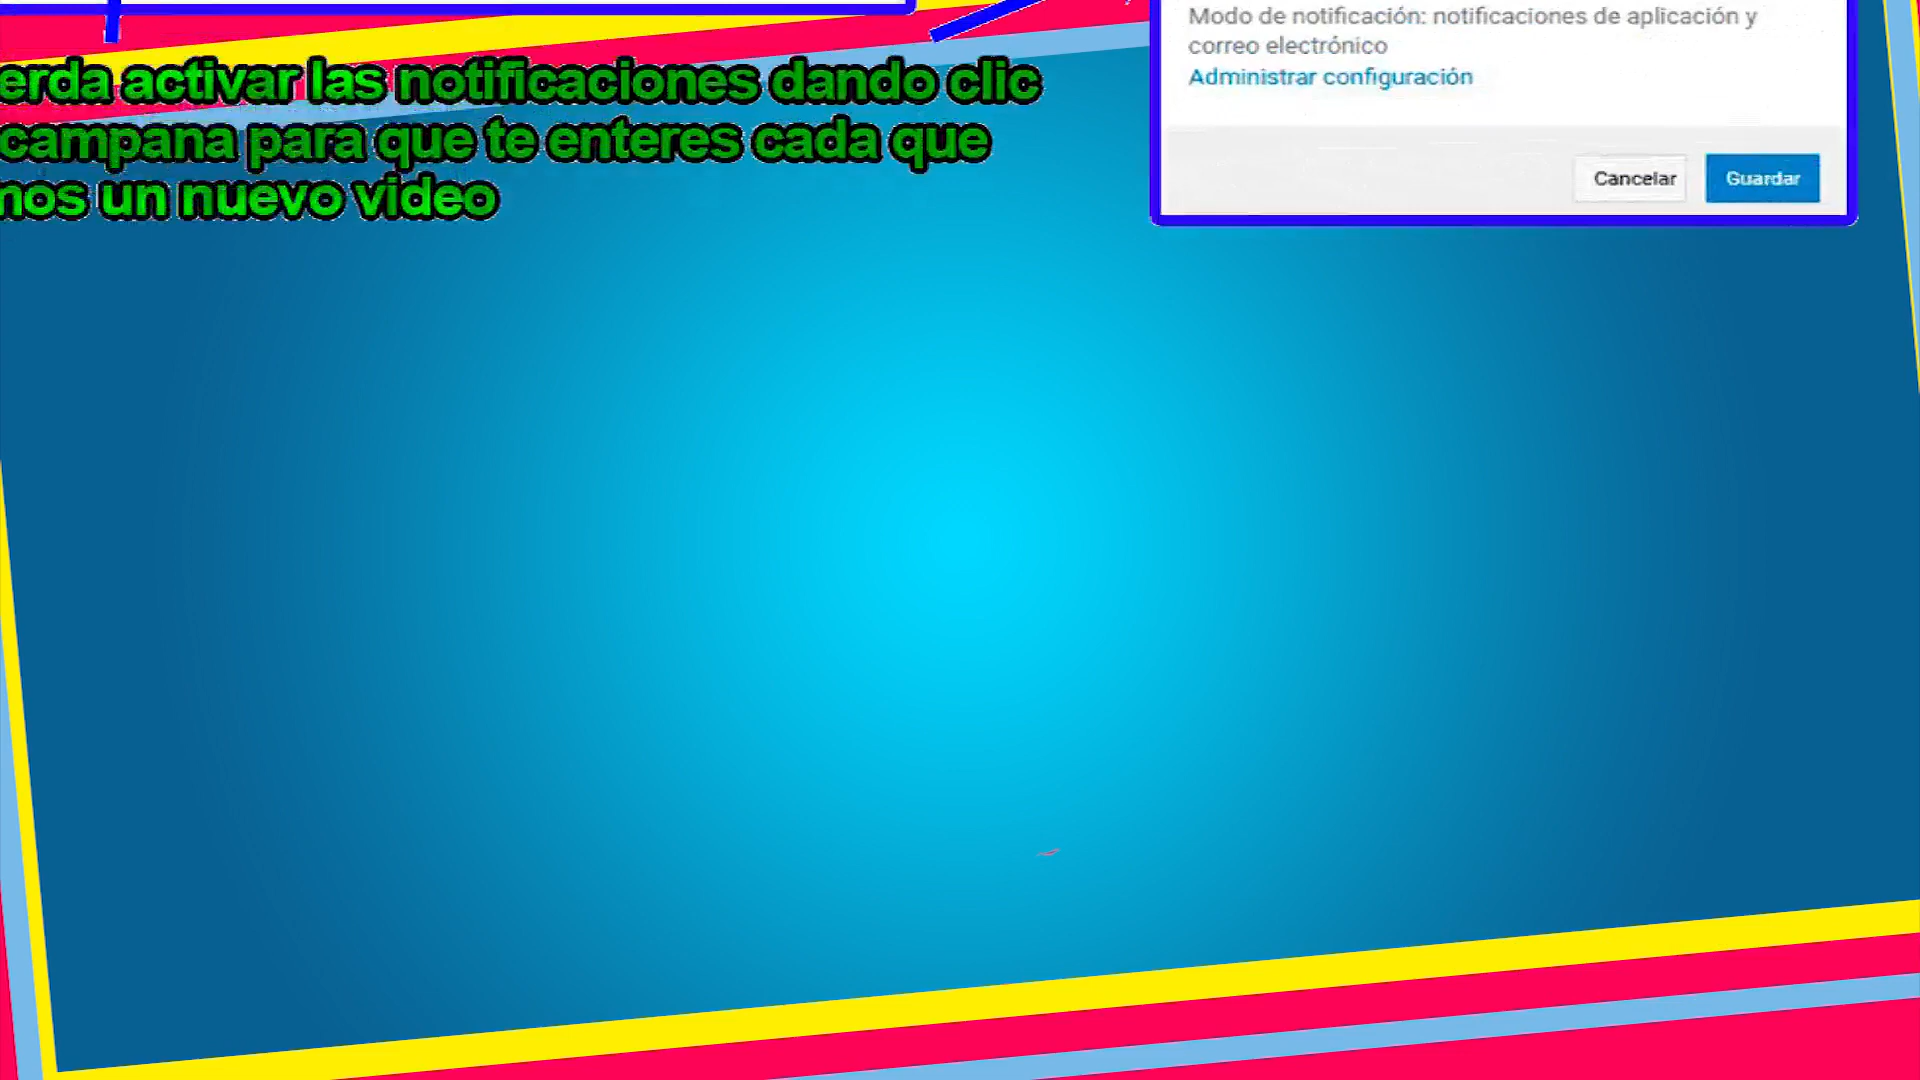 erda activar las notificaciones dando clic
campana para que te enteres cada que
mos un nuevo video
Modo de notificación: notificaciones de aplicación y
correo electrónico
Administrar configuración
Cancelar
Guardar